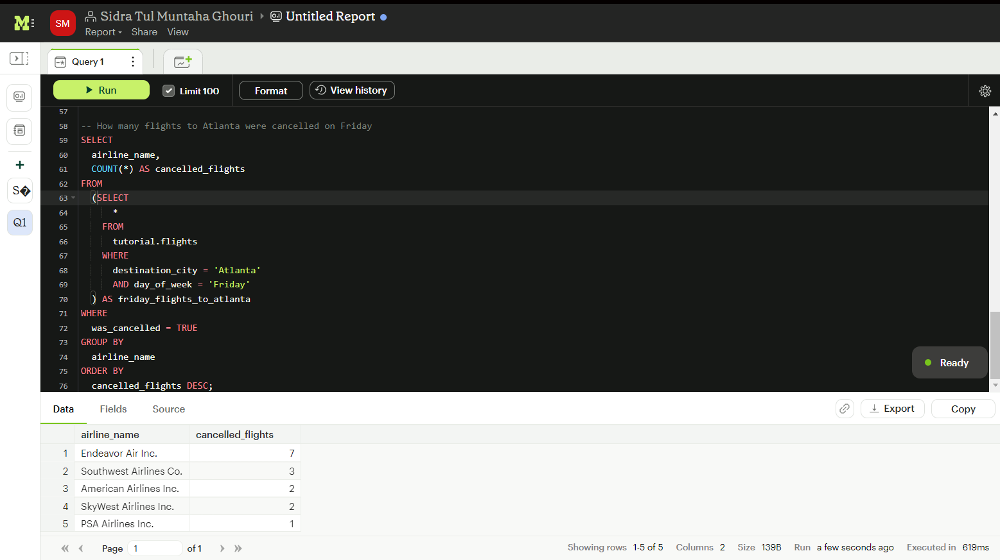 SM Sidra Tul Muntaha Ghouri Untitled Report
Report Share View
Query 1
Run Limit 100 Format View history
57
58 -- How many flights to Atlanta were cancelled on Friday
59 SELECT
60 airline_name,
61 COUNT(*) AS cancelled_flights
62 FROM
63 (SELECT
64 *
65 FROM
66 tutorial.flights
67 WHERE
68 destination_city = 'Atlanta'
69 AND day_of_week = 'Friday'
70 ) AS friday_flights_to_atlanta
71 WHERE
72 was_cancelled = TRUE
73 GROUP BY
74 airline_name
75 ORDER BY
76 cancelled_flights DESC;
S�
Q1
Ready
Data Fields Source Export Copy
airline_name cancelled_flights
1 Endeavor Air Inc. 7
2 Southwest Airlines Co. 3
3 American Airlines Inc. 2
4 SkyWest Airlines Inc. 2
5 PSA Airlines Inc. 1
Page 1 of 1 Showing rows 1-5 of 5 Columns 2 Size 139B Run a few seconds ago Executed in 619ms